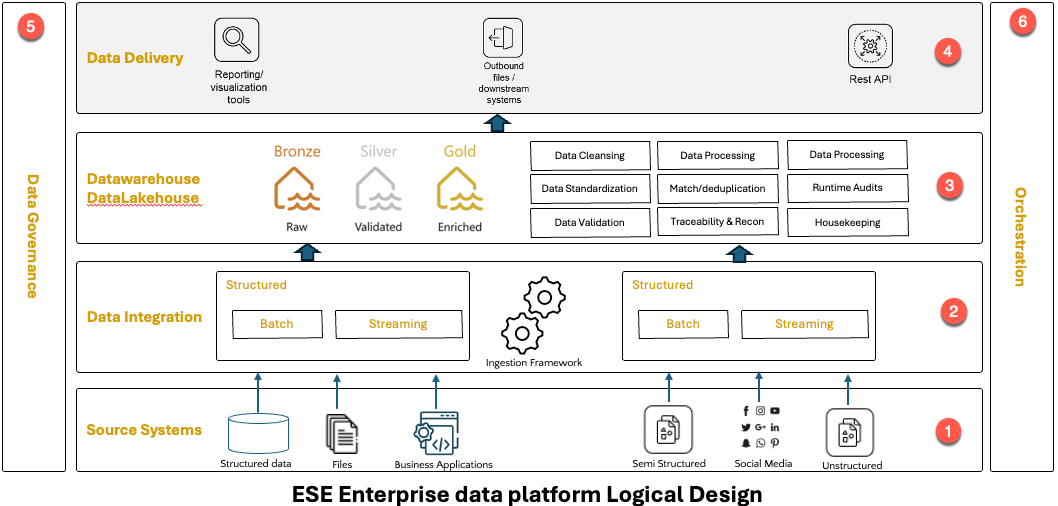 5
Data Governance
Data Delivery
Reporting/
visualization
tools
Outbound
files /
downstream
systems
Rest API
4
6
Orchestration
Datawarehouse
DataLakehouse
Bronze
Raw
Silver
Validated
Gold
Enriched
Data Cleansing
Data Processing
Data Processing
Data Standardization
Match/deduplication
Runtime Audits
Data Validation
Traceability & Recon
Housekeeping
3
Data Integration
Structured
Batch
Streaming
Ingestion Framework
Structured
Batch
Streaming
2
Source Systems
Structured data
Files
Business Applications
Semi Structured
G+
in
Social Media
Unstructured
1
ESE Enterprise data platform Logical Design